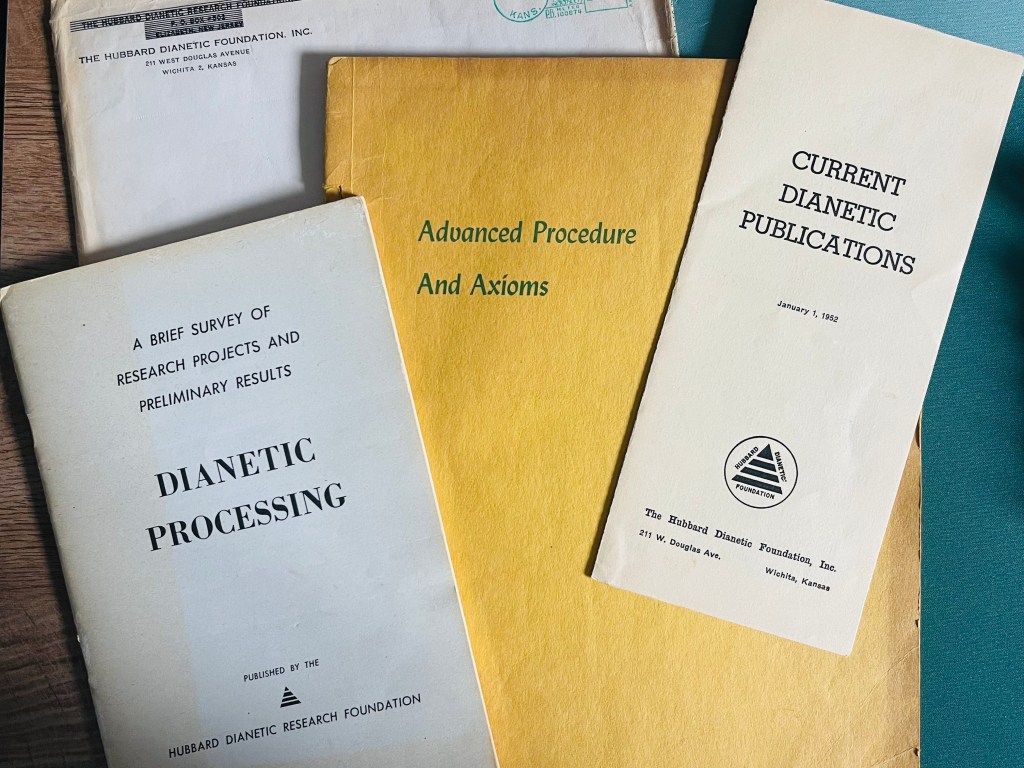 THE HUBBARD DIANETIC RESEARCH FOUNDATION
P. O. BOX 502
ELIZABETH, NEW JERSEY
THE HUBBARD DIANETIC FOUNDATION, INC.
211 WEST DOUGLAS AVENUE
WICHITA 2, KANSAS
KANS.
PB. 100674
Advanced Procedure
And Axioms
CURRENT
DIANETIC
PUBLICATIONS
January 1, 1952
HUBBARD
DIANETIC
FOUNDATION
The Hubbard Dianetic Foundation, Inc.
211 W. Douglas Ave.
Wichita, Kansas
A BRIEF SURVEY OF
RESEARCH PROJECTS AND
PRELIMINARY RESULTS
DIANETIC
PROCESSING
PUBLISHED BY THE
HUBBARD DIANETIC RESEARCH FOUNDATION